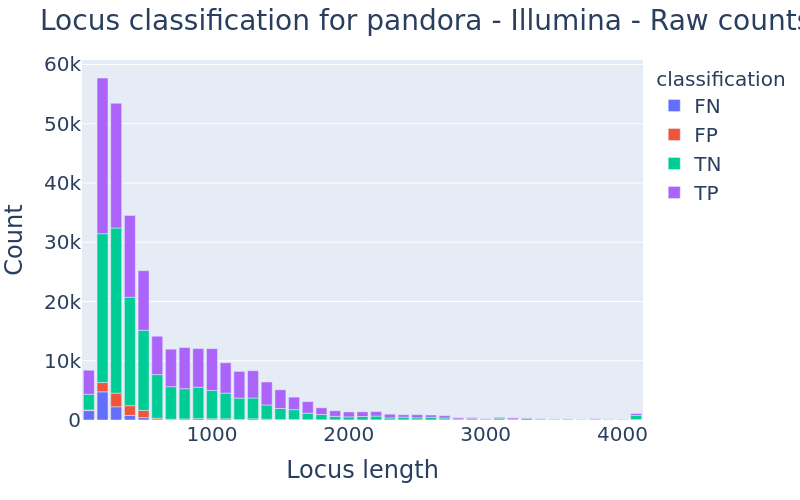 Locus classification for pandora - Illumina - Raw counts
60k
50k
40k
30k
20k
10k
0
Count
1000
2000
3000
4000
Locus length
classification
FN
FP
TN
TP